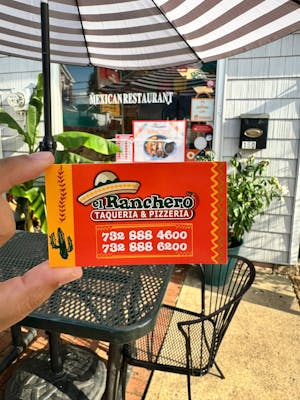 MEXICAN RESTAURANT
el Ranchero
TAQUERIA & PIZZERIA
732 888 4600
732 888 6200